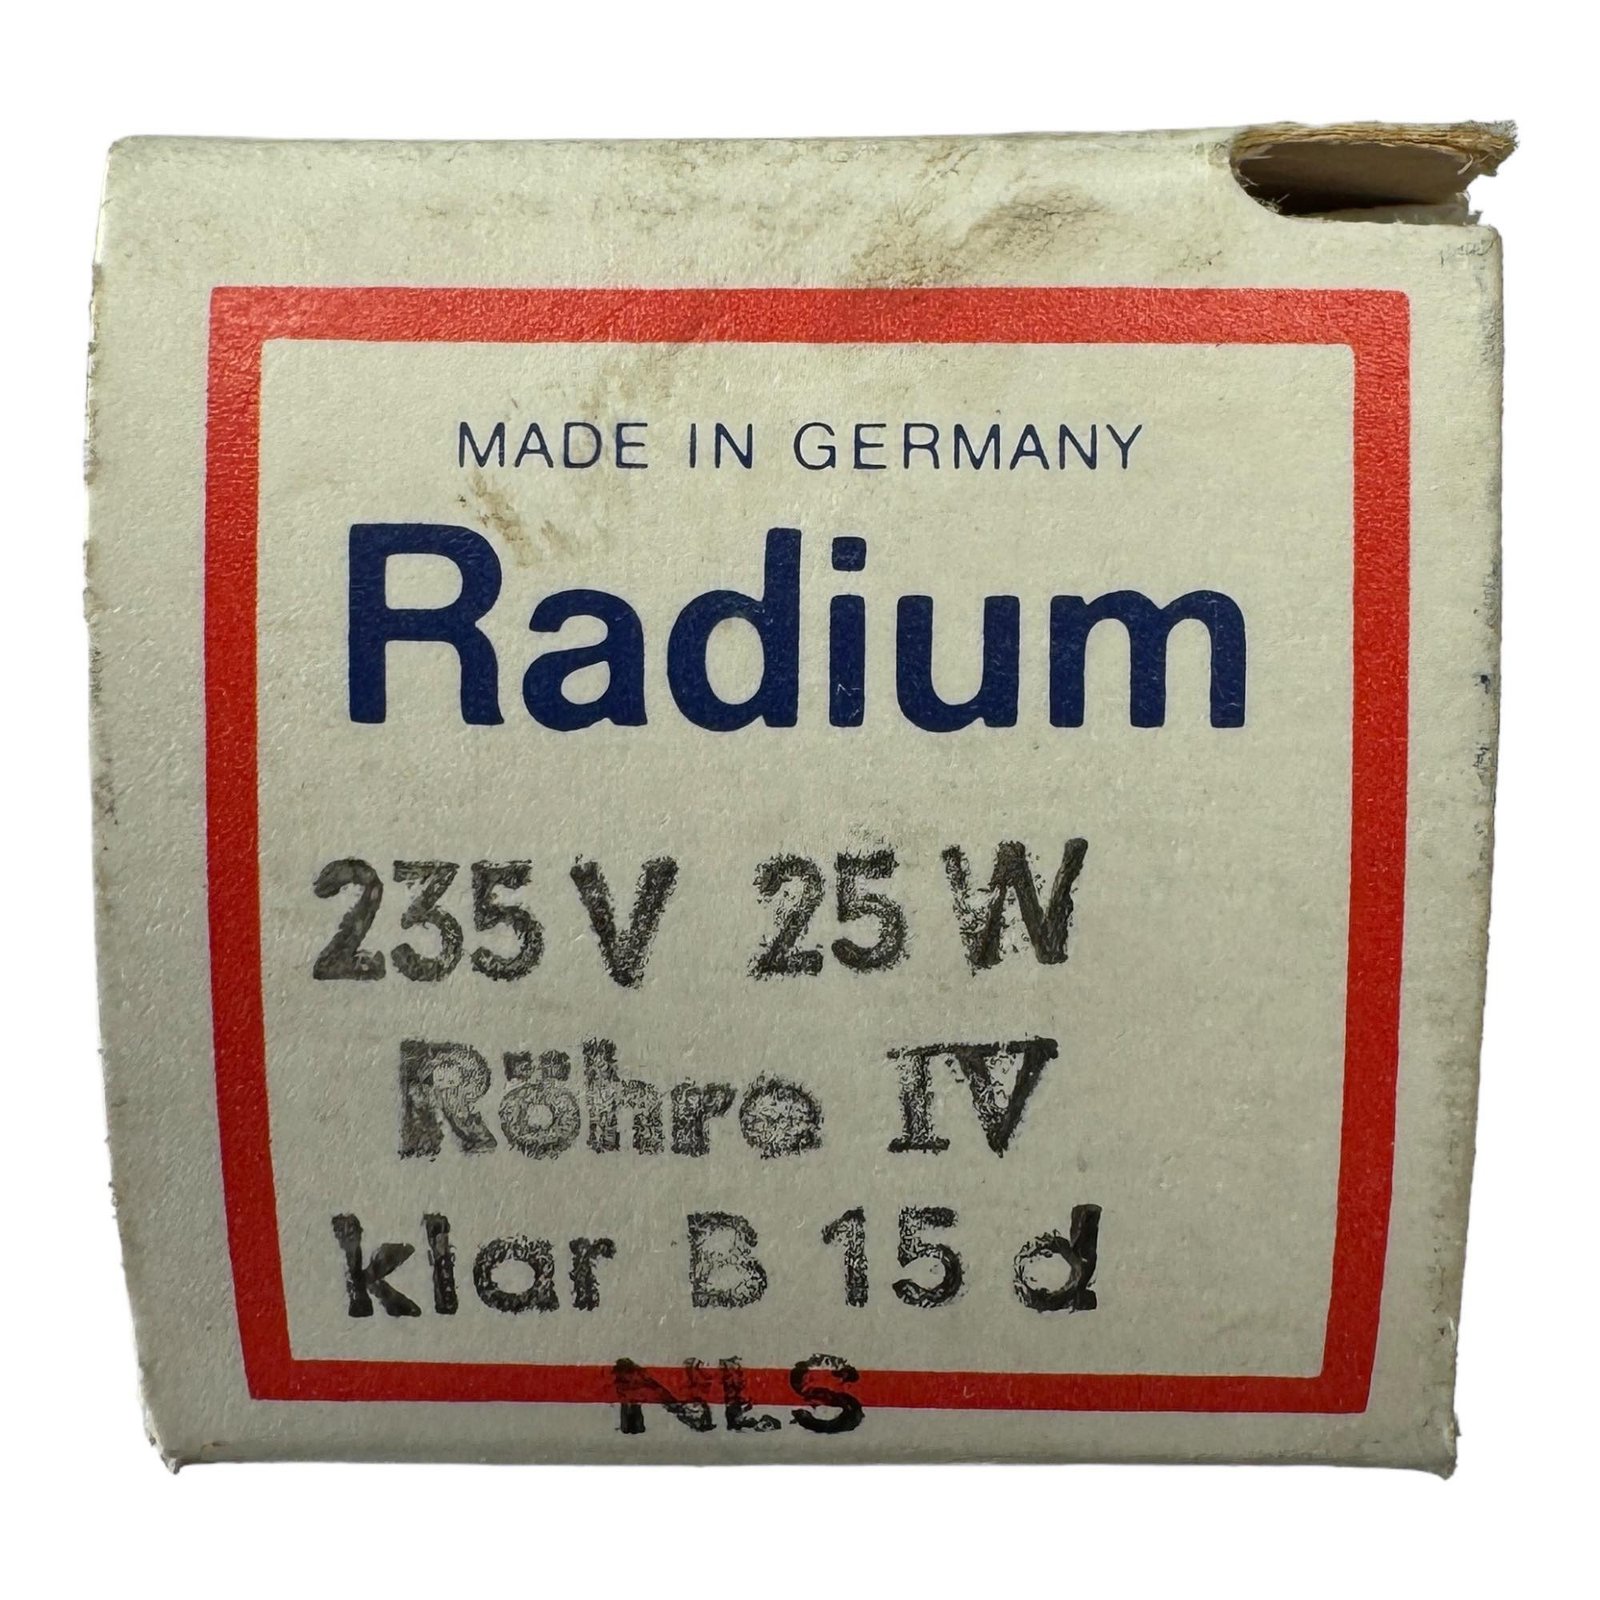 MADE IN GERMANY
Radium
235 V 25 W
Röhre IV
klar B 15 d
NLS